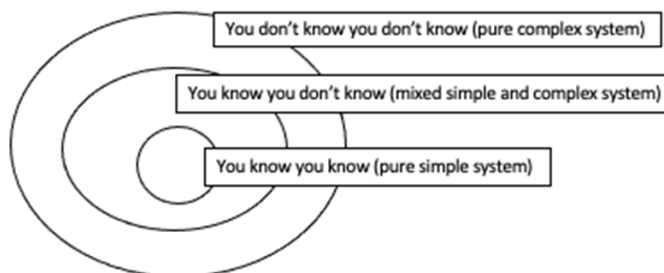 You don’t know you don’t know (pure complex system)
You know you don’t know (mixed simple and complex system)
You know you know (pure simple system)